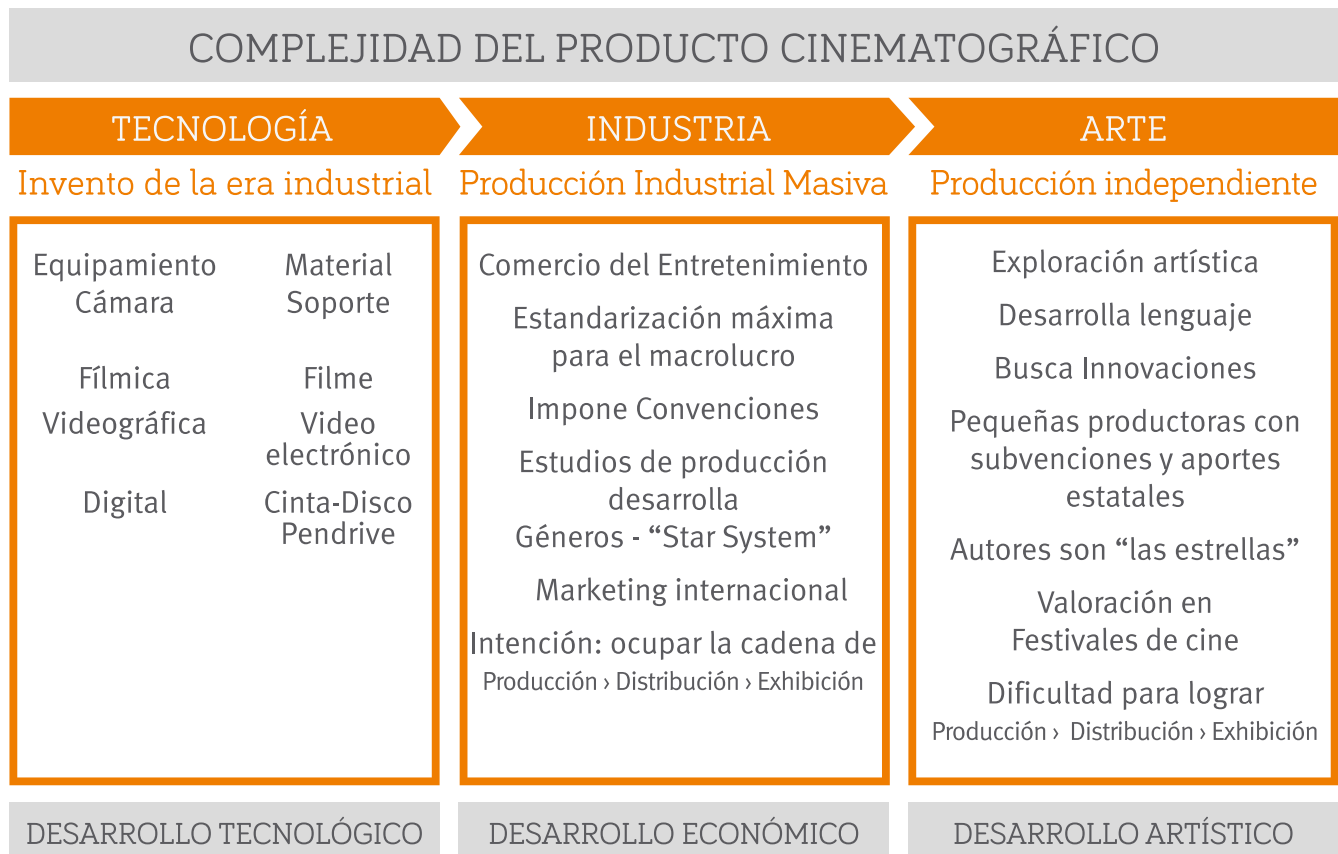 COMPLEJIDAD DEL PRODUCTO CINEMATOGRÁFICO
TECNOLOGÍA
INDUSTRIA
ARTE
Invento de la era industrial
Producción Industrial Masiva
Producción independiente
Equipamiento Material
Cámara Soporte
Fílmica Filme
Videográfica Video
electrónico
Digital Cinta-Disco
Pendrive
Comercio del Entretenimiento
Estandarización máxima
para el macrolucro
Impone Convenciones
Estudios de producción
desarrolla
Géneros - “Star System”
Marketing internacional
Intención: ocupar la cadena de
Producción › Distribución › Exhibición
Exploración artística
Desarrolla lenguaje
Busca Innovaciones
Pequeñas productoras con
subvenciones y aportes
estatales
Autores son “las estrellas”
Valoración en
Festivales de cine
Dificultad para lograr
Producción › Distribución › Exhibición
DESARROLLO TECNOLÓGICO
DESARROLLO ECONÓMICO
DESARROLLO ARTÍSTICO